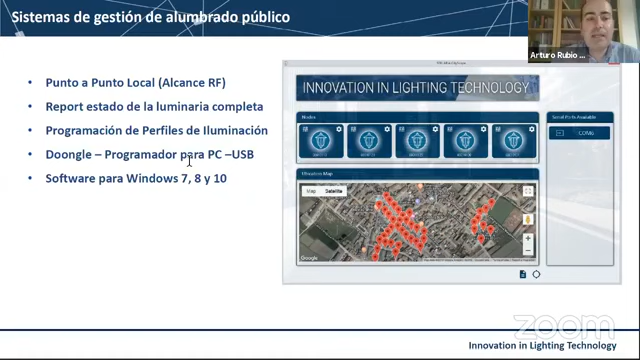 Sistemas de gestión de alumbrado público
Arturo Rubio ...
• Punto a Punto Local (Alcance RF)
• Report estado de la luminaria completa
• Programación de Perfiles de Iluminación
• Doongle – Programador para PC –USB
• Software para Windows 7, 8 y 10
INNOVATION IN LIGHTING TECHNOLOGY
Nodes
Serial Ports Available
COM6
Ubication Map
Map
Satellite
Google
zoom
Innovation in Lighting Technology